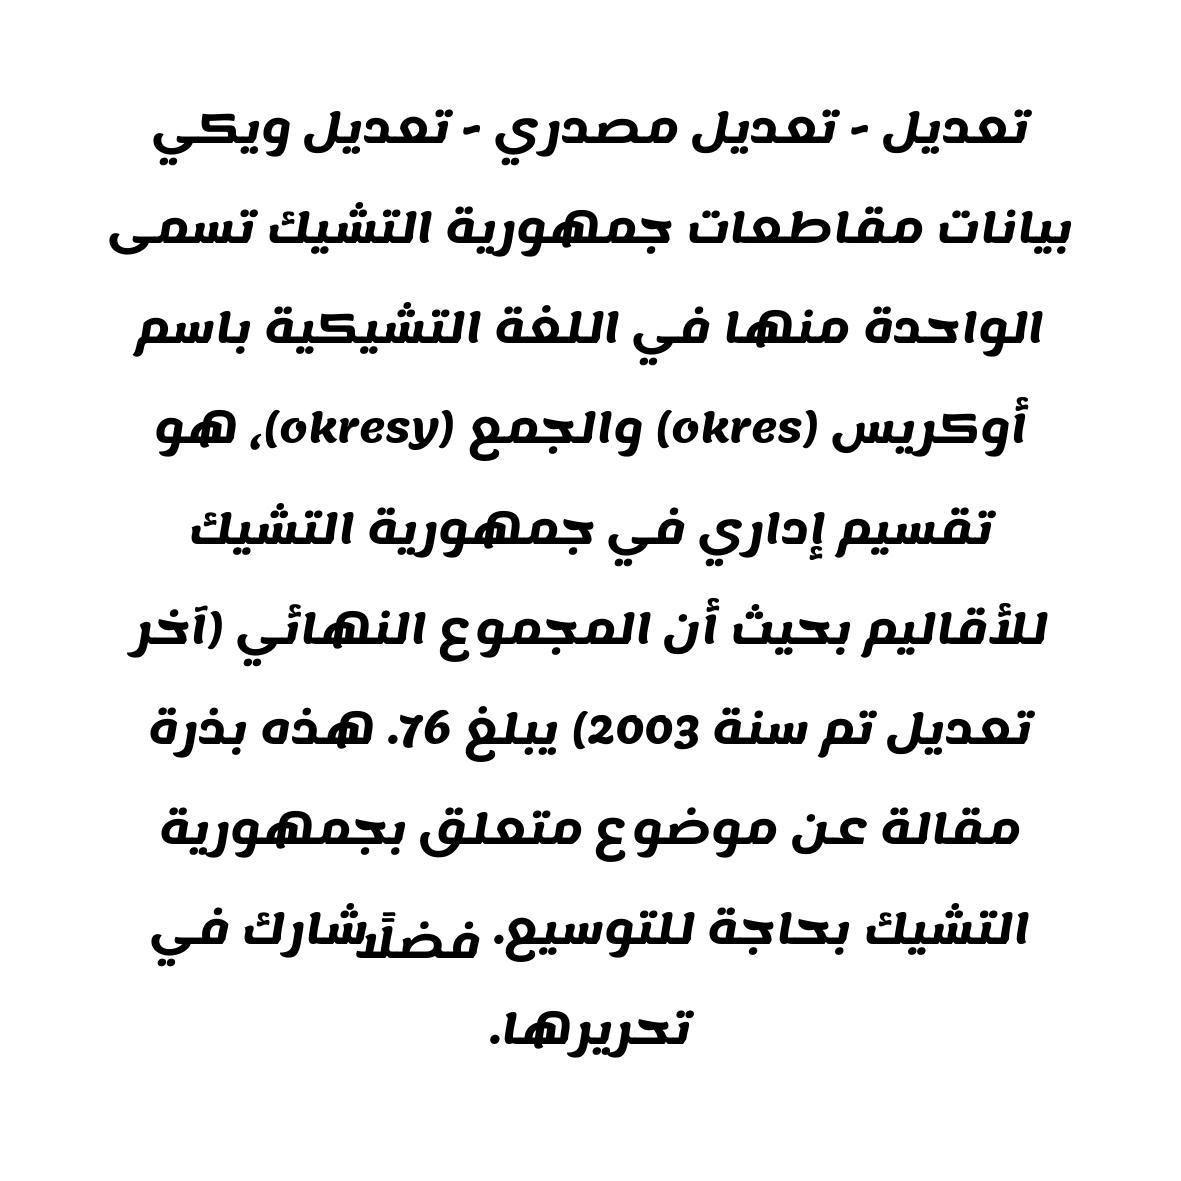 تعديل - تعديل مصدري - تعديل ويكي
بيانات مقاطعات جمهورية التشيك تسمى
الواحدة منها في اللغة التشيكية باسم
أوكريس (okres) والجمع (okresy)، هو
تقسيم إداري في جمهورية التشيك
للأقاليم بحيث أن المجموع النهائي (آخر
تعديل تم سنة 2003) يبلغ 76. هذه بذرة
مقالة عن موضوع متعلق بجمهورية
التشيك بحاجة للتوسيع. فضلًا شارك في
تحريرها.